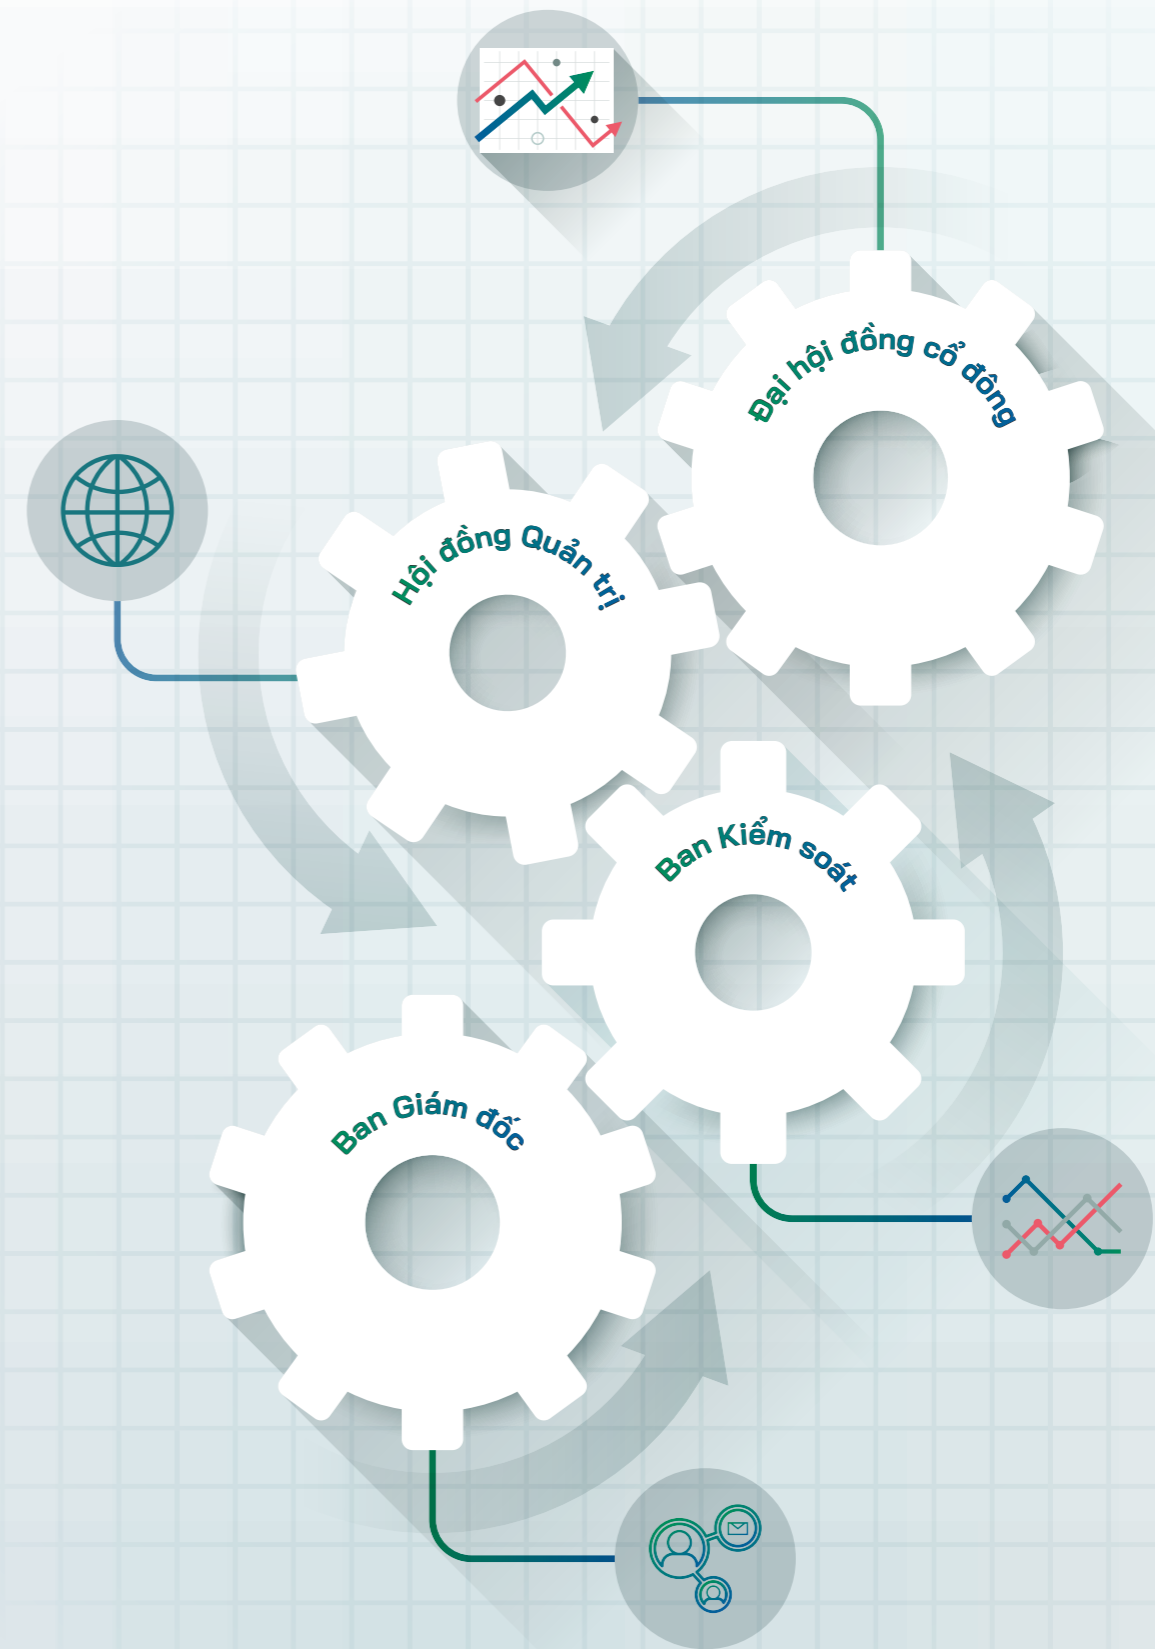 Đại hội đồng cổ đông
Hội đồng Quản trị
Ban Kiểm soát
Ban Giám đốc